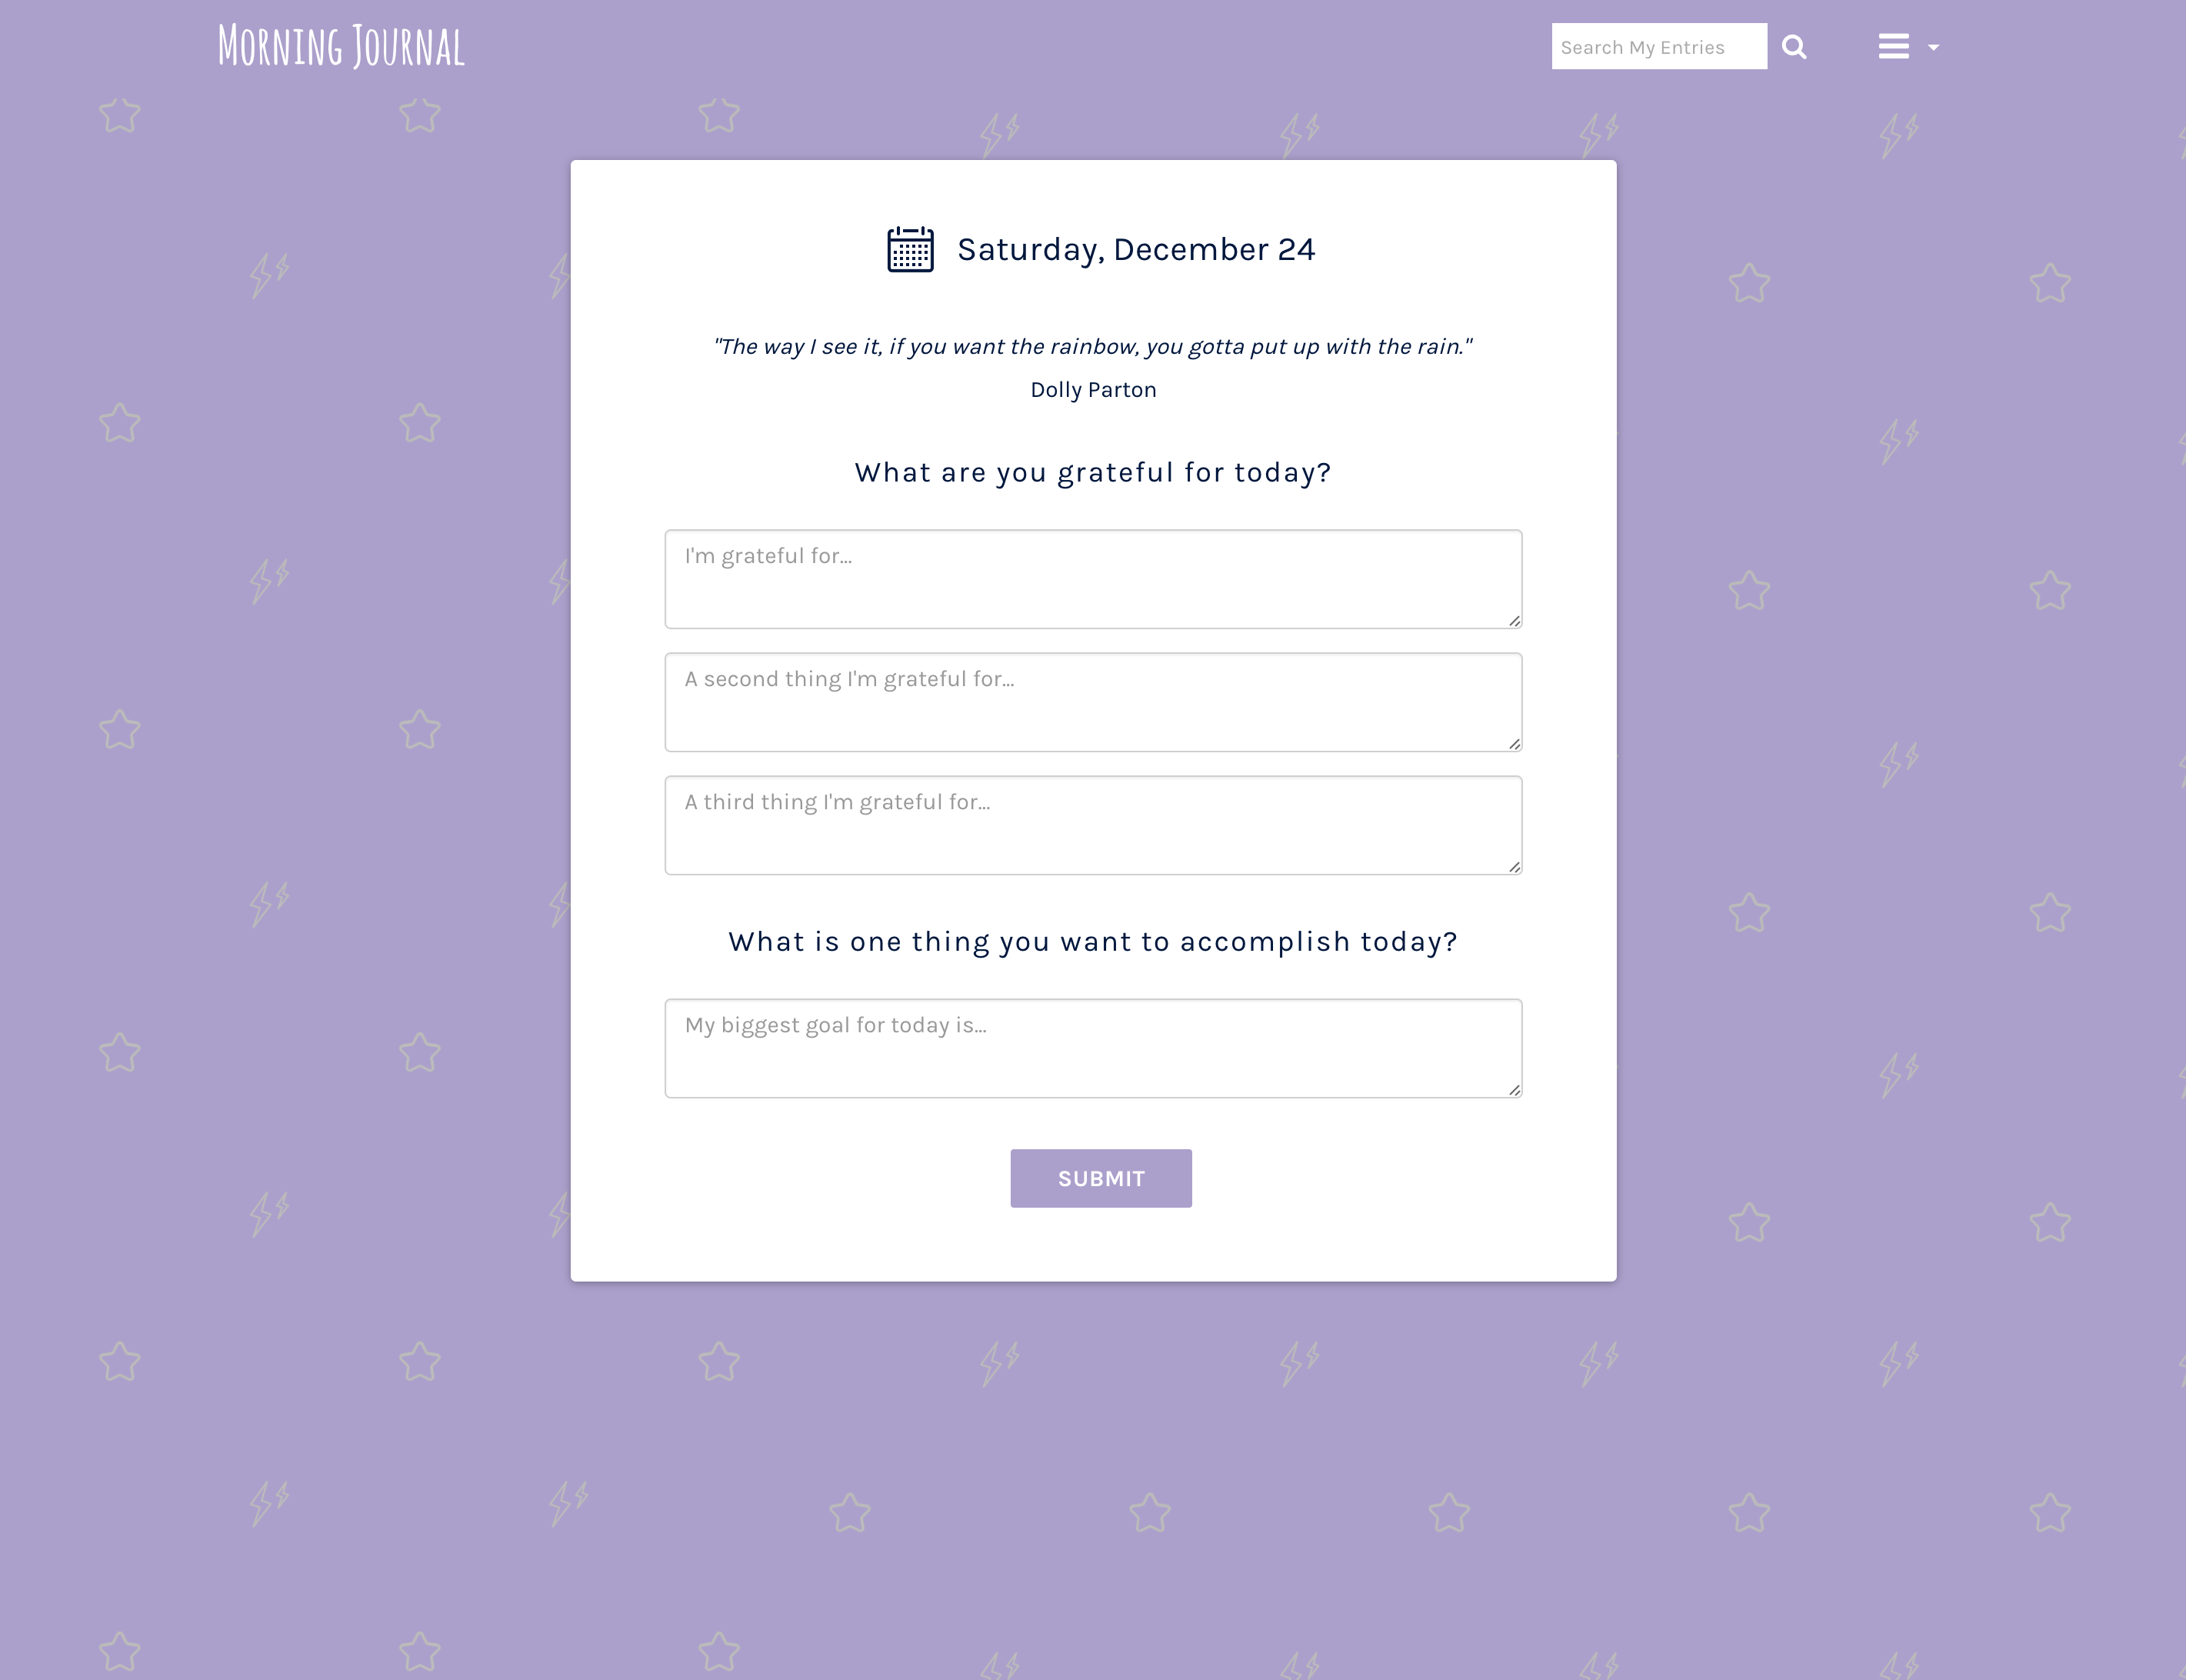 Morning Journal
Search My Entries
Saturday, December 24
"The way I see it, if you want the rainbow, you gotta put up with the rain."
Dolly Parton
What are you grateful for today?
I'm grateful for...
A second thing I'm grateful for...
A third thing I'm grateful for...
What is one thing you want to accomplish today?
My biggest goal for today is...
SUBMIT